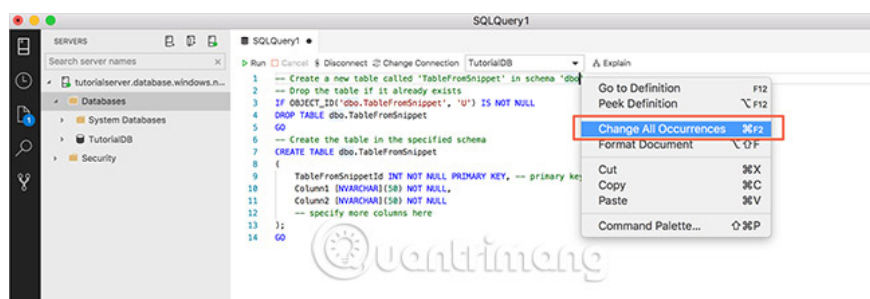 SQLQuery1
SERVERS
SQLQuery1
Search server names
Run Cancel Disconnect Change Connection TutorialDB Explain
tutorialserver.database.windows.n...
Databases
System Databases
TutorialDB
Security
1 -- Create a new table called 'TableFromSnippet' in schema 'dbo
2 -- Drop the table if it already exists
3 IF OBJECT_ID('dbo.TableFromSnippet', 'U') IS NOT NULL
4 DROP TABLE dbo.TableFromSnippet
5 GO
6 -- Create the table in the specified schema
7 CREATE TABLE dbo.TableFromSnippet
8 (
9 TableFromSnippetId INT NOT NULL PRIMARY KEY, -- primary key
10 Column1 [NVARCHAR](50) NOT NULL,
11 Column2 [NVARCHAR](50) NOT NULL
12 -- specify more columns here
13 );
14 GO
Go to Definition F12
Peek Definition ⌥F12
Change All Occurrences ⌘F2
Format Document ⌥⇧F
Cut ⌘X
Copy ⌘C
Paste ⌘V
Command Palette... ⇧⌘P
1
Quantrimang